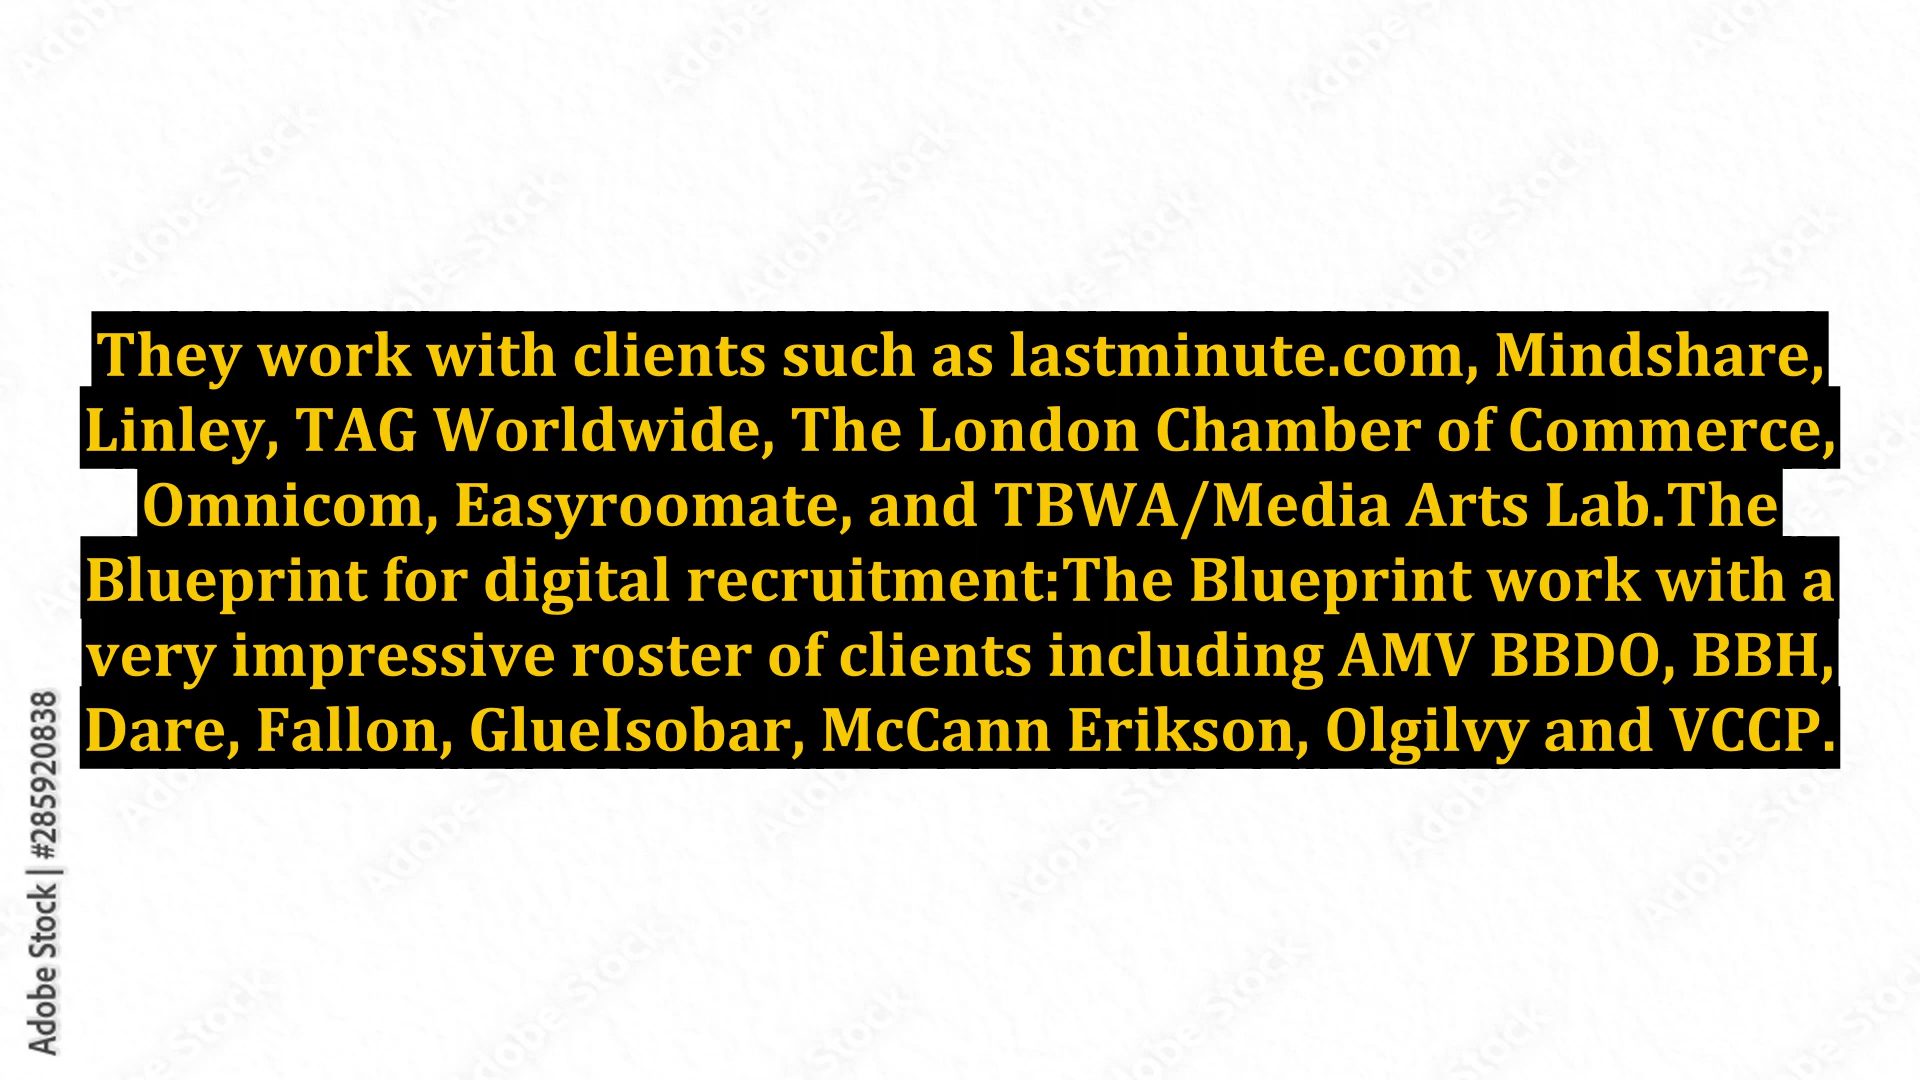 They work with clients such as lastminute.com, Mindshare,
Linley, TAG Worldwide, The London Chamber of Commerce,
Omnicom, Easyroomate, and TBWA/Media Arts Lab.The
Blueprint for digital recruitment:The Blueprint work with a
very impressive roster of clients including AMV BBDO, BBH,
Dare, Fallon, GlueIsobar, McCann Erikson, Olgilvy and VCCP.
Adobe Stock | #285920838